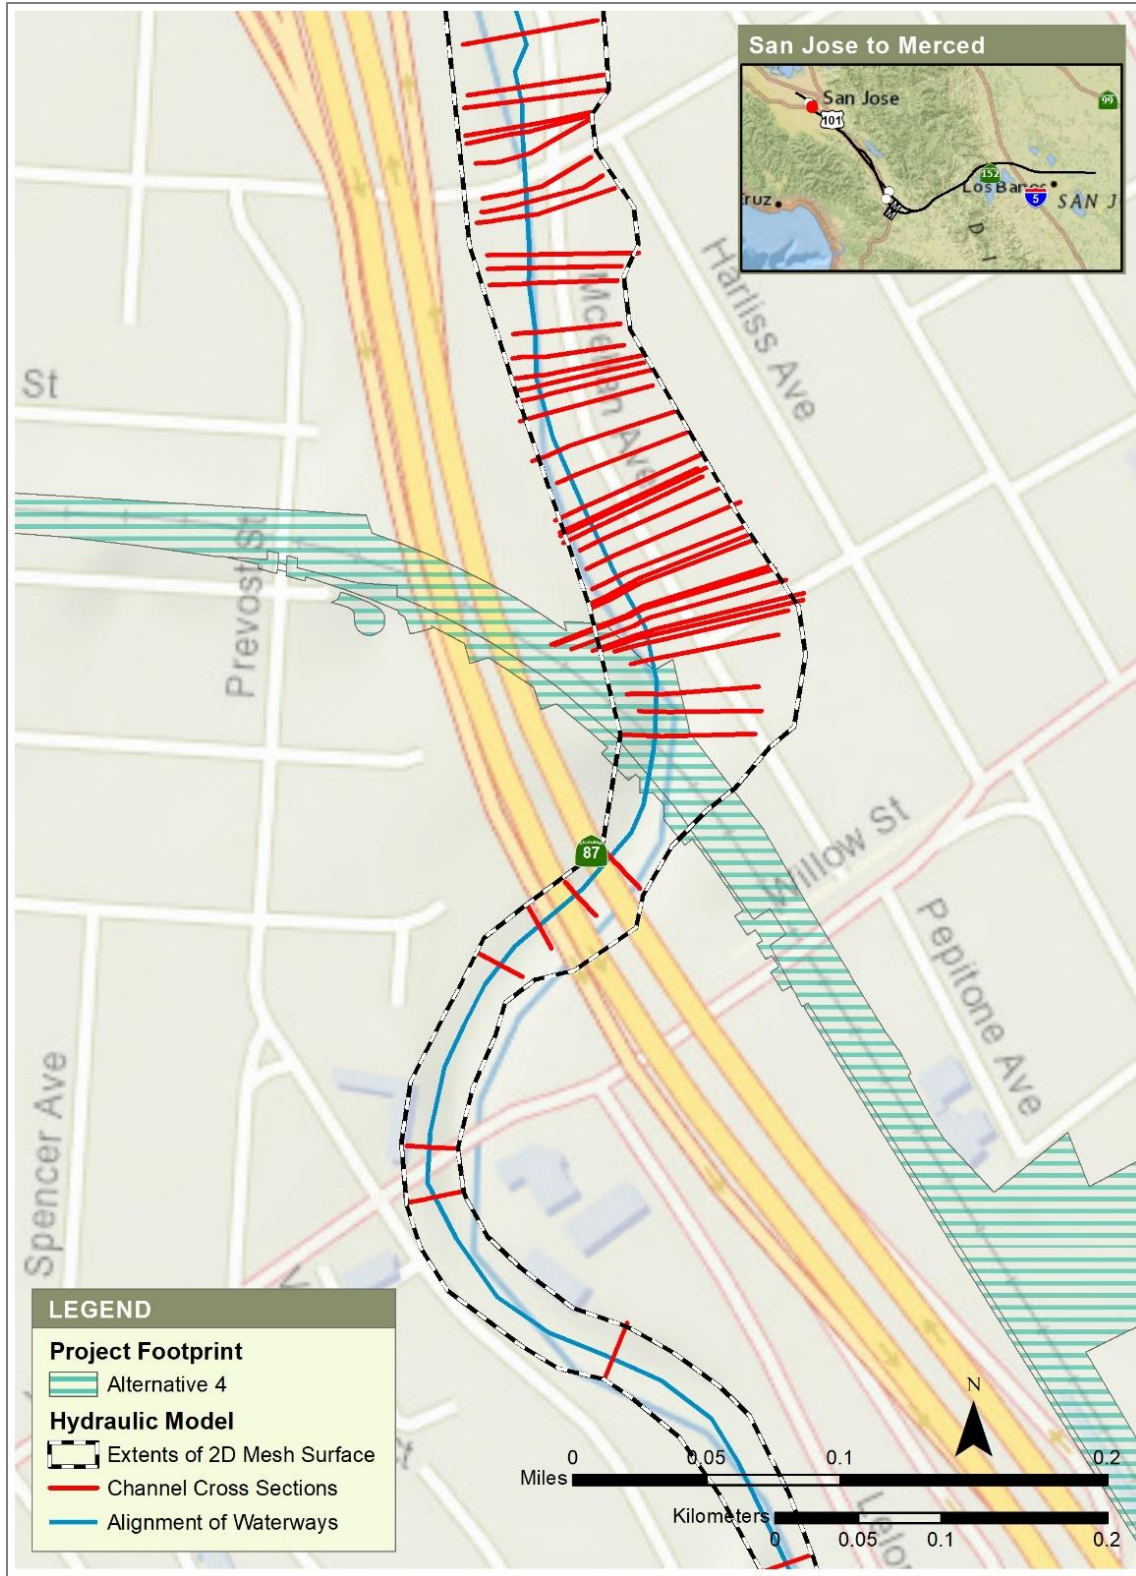 San Jose to Merced
San Jose
101
99
152
Los Banos
5
SAN J
Cruz
D I
Harliss Ave
Mclellan Ave
St
Prevost St
87
Willow St
Pepitone Ave
Spencer Ave
LEGEND
Project Footprint
Alternative 4
Hydraulic Model
Extents of 2D Mesh Surface
Channel Cross Sections
Alignment of Waterways
N
0 0.05 0.1 0.2
Miles
Kilometers
0 0.05 0.1 0.2
Lelon